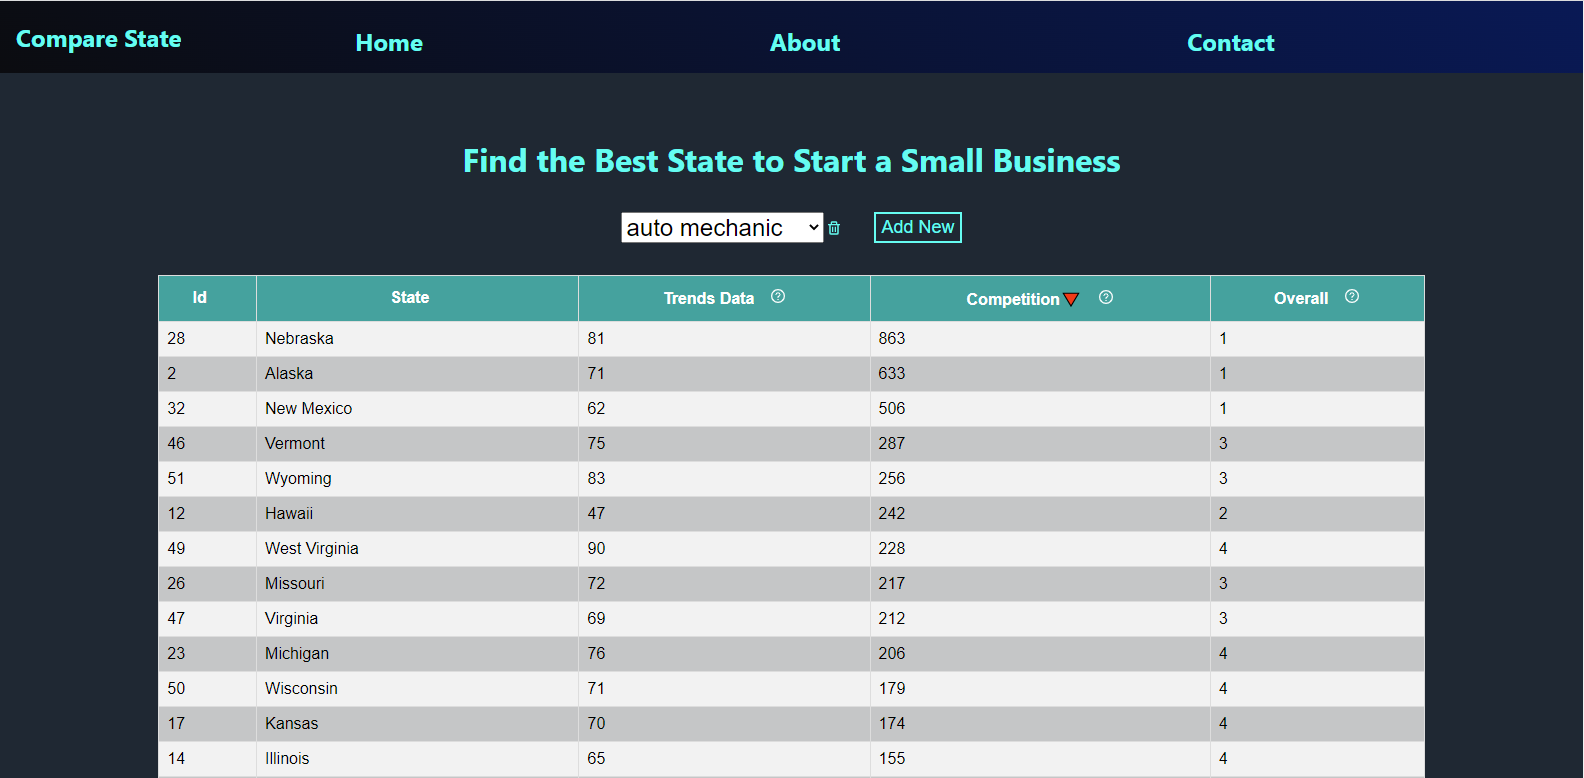 Compare State Home About Contact
Find the Best State to Start a Small Business
auto mechanic Add New
Id State Trends Data ? Competition ? Overall ?
28 Nebraska 81 863 1
2 Alaska 71 633 1
32 New Mexico 62 506 1
46 Vermont 75 287 3
51 Wyoming 83 256 3
12 Hawaii 47 242 2
49 West Virginia 90 228 4
26 Missouri 72 217 3
47 Virginia 69 212 3
23 Michigan 76 206 4
50 Wisconsin 71 179 4
17 Kansas 70 174 4
14 Illinois 65 155 4